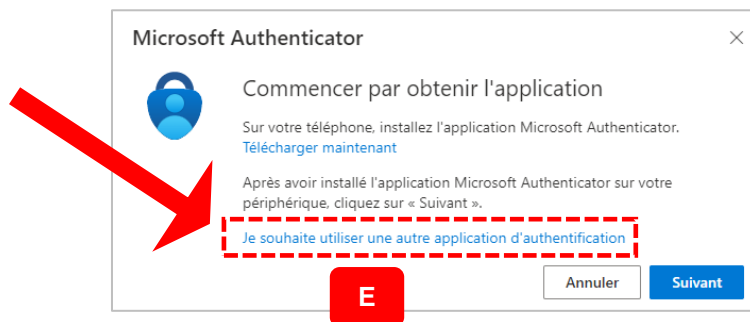 Microsoft Authenticator
Commencer par obtenir l'application
Sur votre téléphone, installez l'application Microsoft Authenticator.
Télécharger maintenant
Après avoir installé l'application Microsoft Authenticator sur votre
périphérique, cliquez sur « Suivant ».
Je souhaite utiliser une autre application d'authentification
Annuler Suivant
E